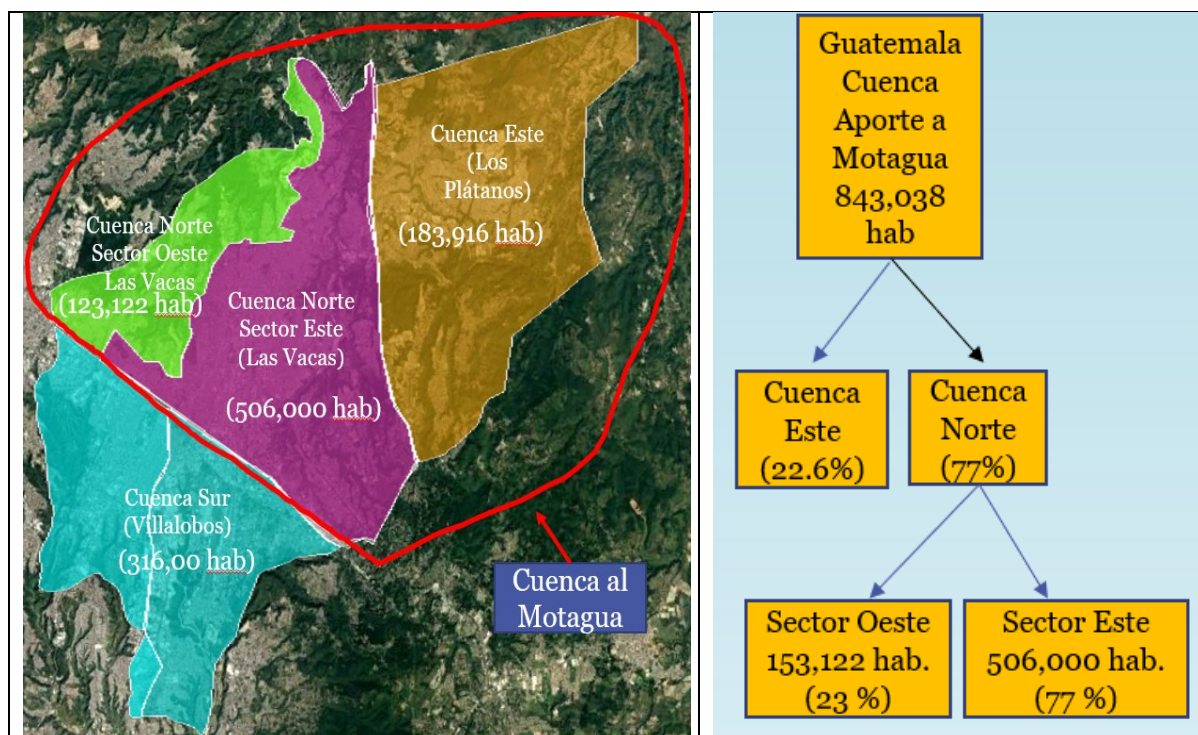 Cuenca Este
(Los
Plátanos)
(183,916 hab)
Cuenca Norte
Sector Oeste
Las Vacas
(123,122 hab)
Cuenca Norte
Sector Este
(Las Vacas)
(506,000 hab)
Cuenca Sur
(Villalobos)
(316,00 hab)
Cuenca al
Motagua
Guatemala
Cuenca
Aporte a
Motagua
843,038
hab
Cuenca
Este
(22.6%)
Cuenca
Norte
(77%)
Sector Oeste
153,122 hab.
(23 %)
Sector Este
506,000 hab.
(77 %)